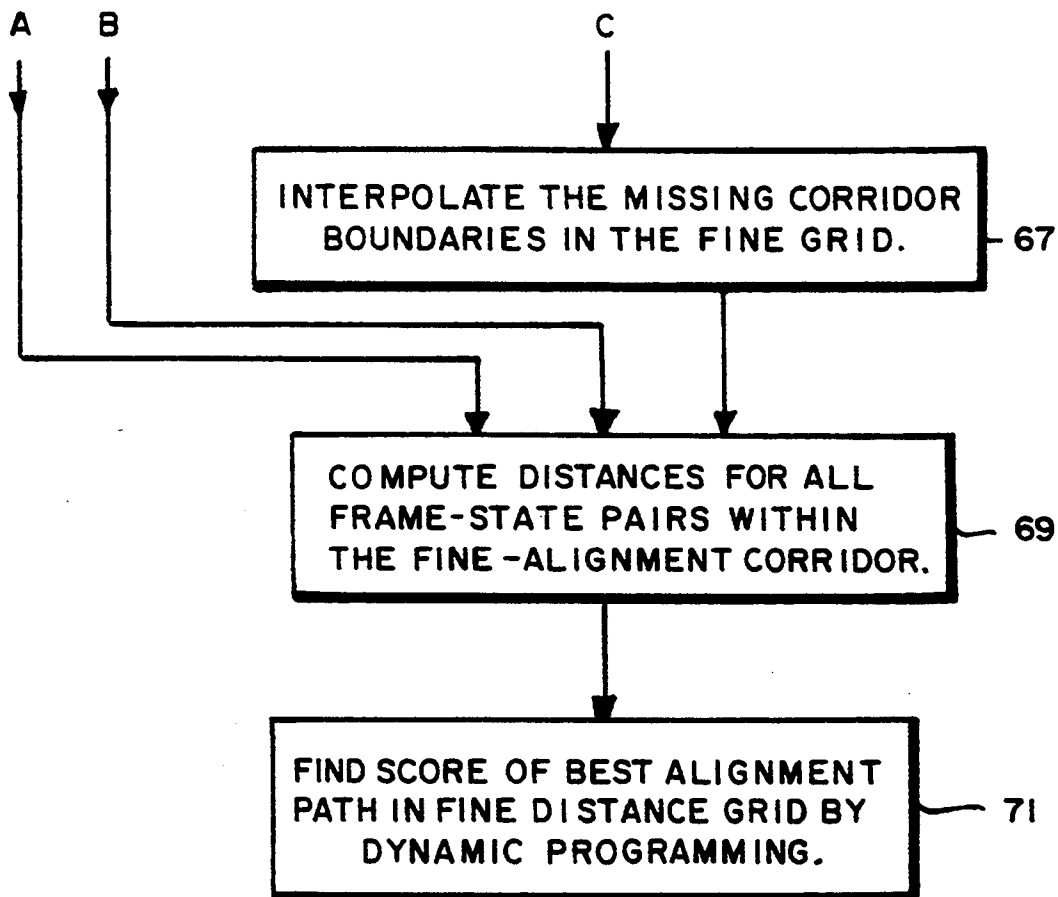 A B C
INTERPOLATE THE MISSING CORRIDOR
BOUNDARIES IN THE FINE GRID.
67
COMPUTE DISTANCES FOR ALL
FRAME-STATE PAIRS WITHIN
THE FINE-ALIGNMENT CORRIDOR.
69
FIND SCORE OF BEST ALIGNMENT
PATH IN FINE DISTANCE GRID BY
DYNAMIC PROGRAMMING.
71